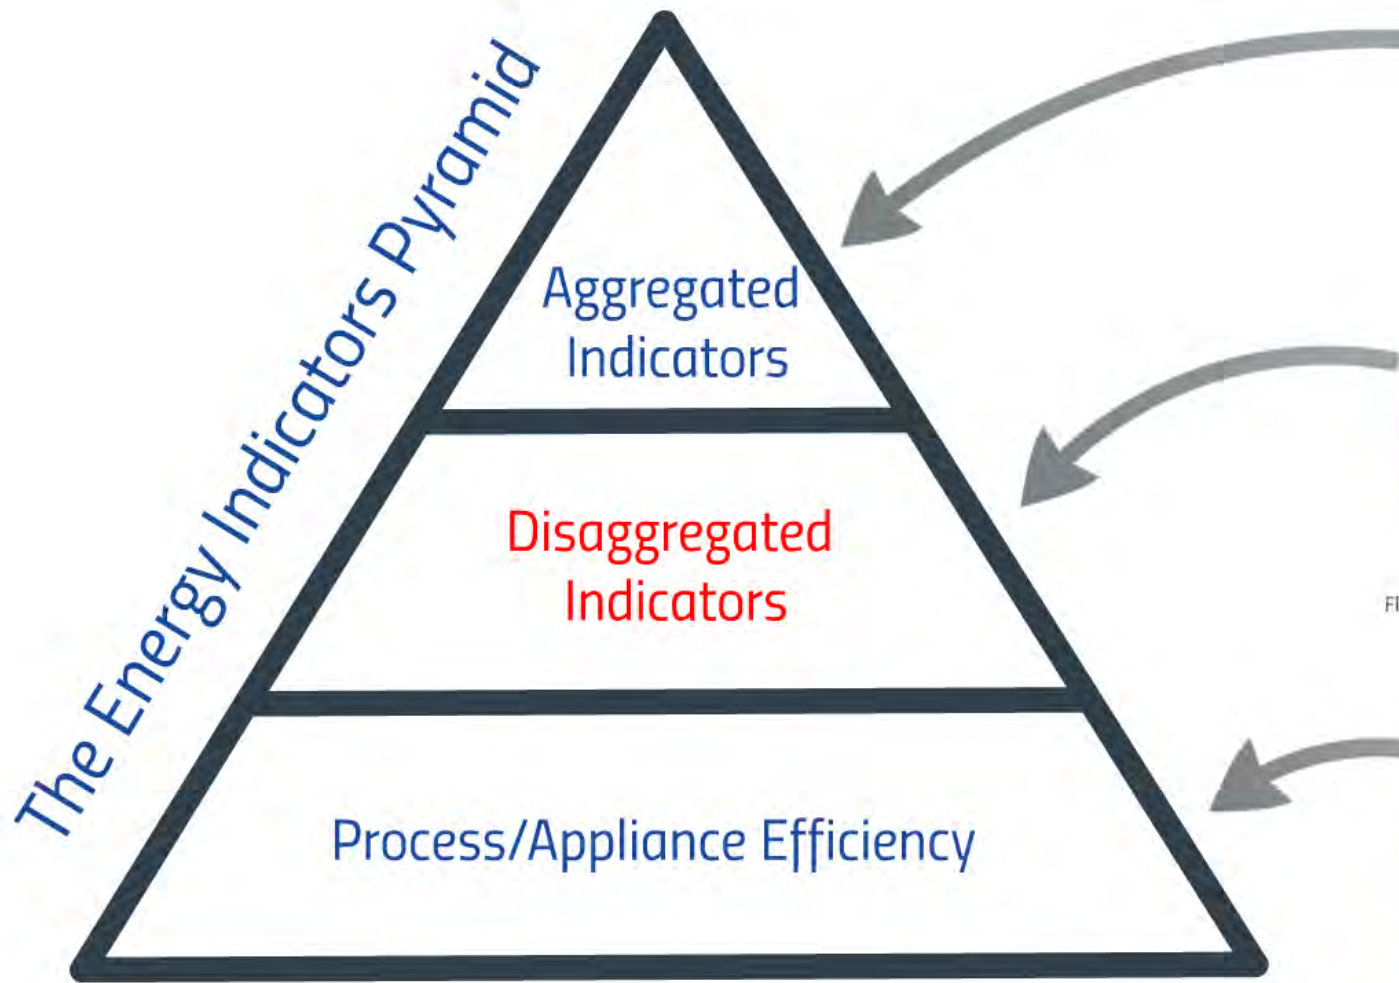 The Energy Indicators Pyramid
Aggregated
Indicators
Disaggregated
Indicators
Process/Appliance Efficiency